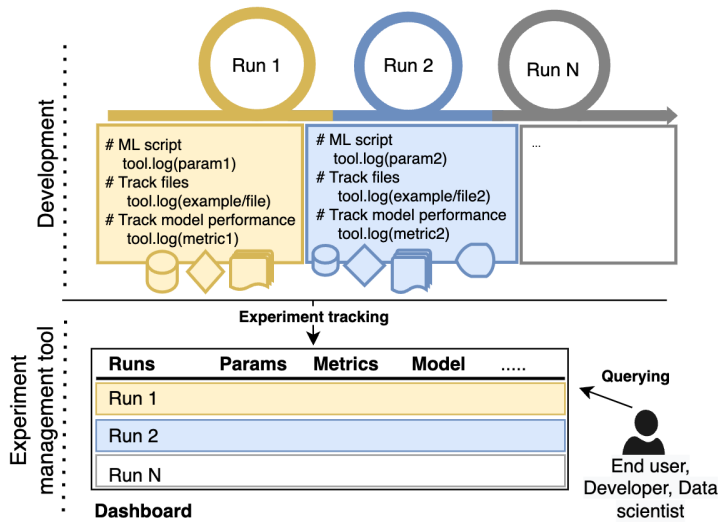 Run 1
Run 2
Run N
Development
# ML script
tool.log(param1)
# Track files
tool.log(example/file)
# Track model performance
tool.log(metric1)
# ML script
tool.log(param2)
# Track files
tool.log(example/file2)
# Track model performance
tool.log(metric2)
...
Experiment tracking
Experiment
management tool
Runs Params Metrics Model .....
Run 1
Run 2
Run N
Dashboard
Querying
End user,
Developer, Data
scientist